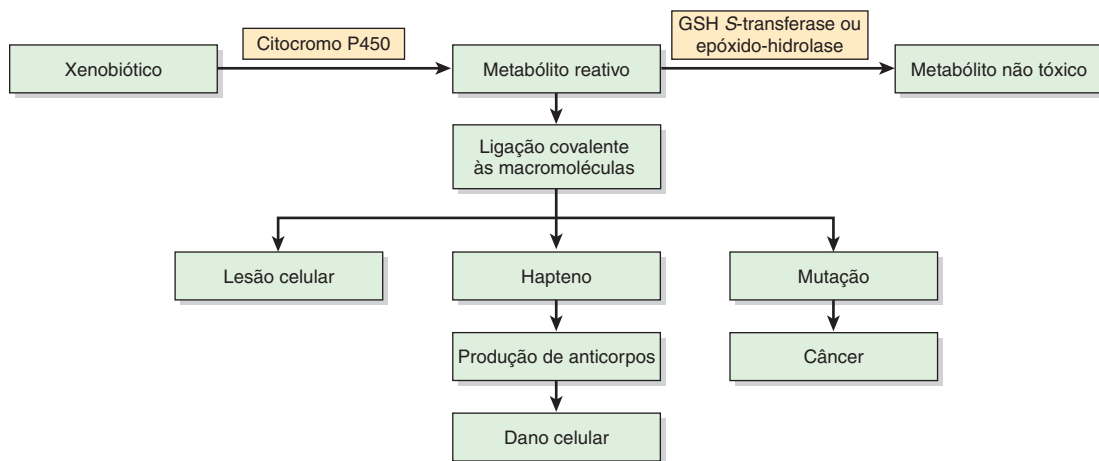 Xenobiótico
Citocromo P450
Metabólito reativo
GSH S-transferase ou
epóxido-hidrolase
Metabólito não tóxico
Ligação covalente
às macromoléculas
Lesão celular
Hapteno
Mutação
Produção de anticorpos
Câncer
Dano celular